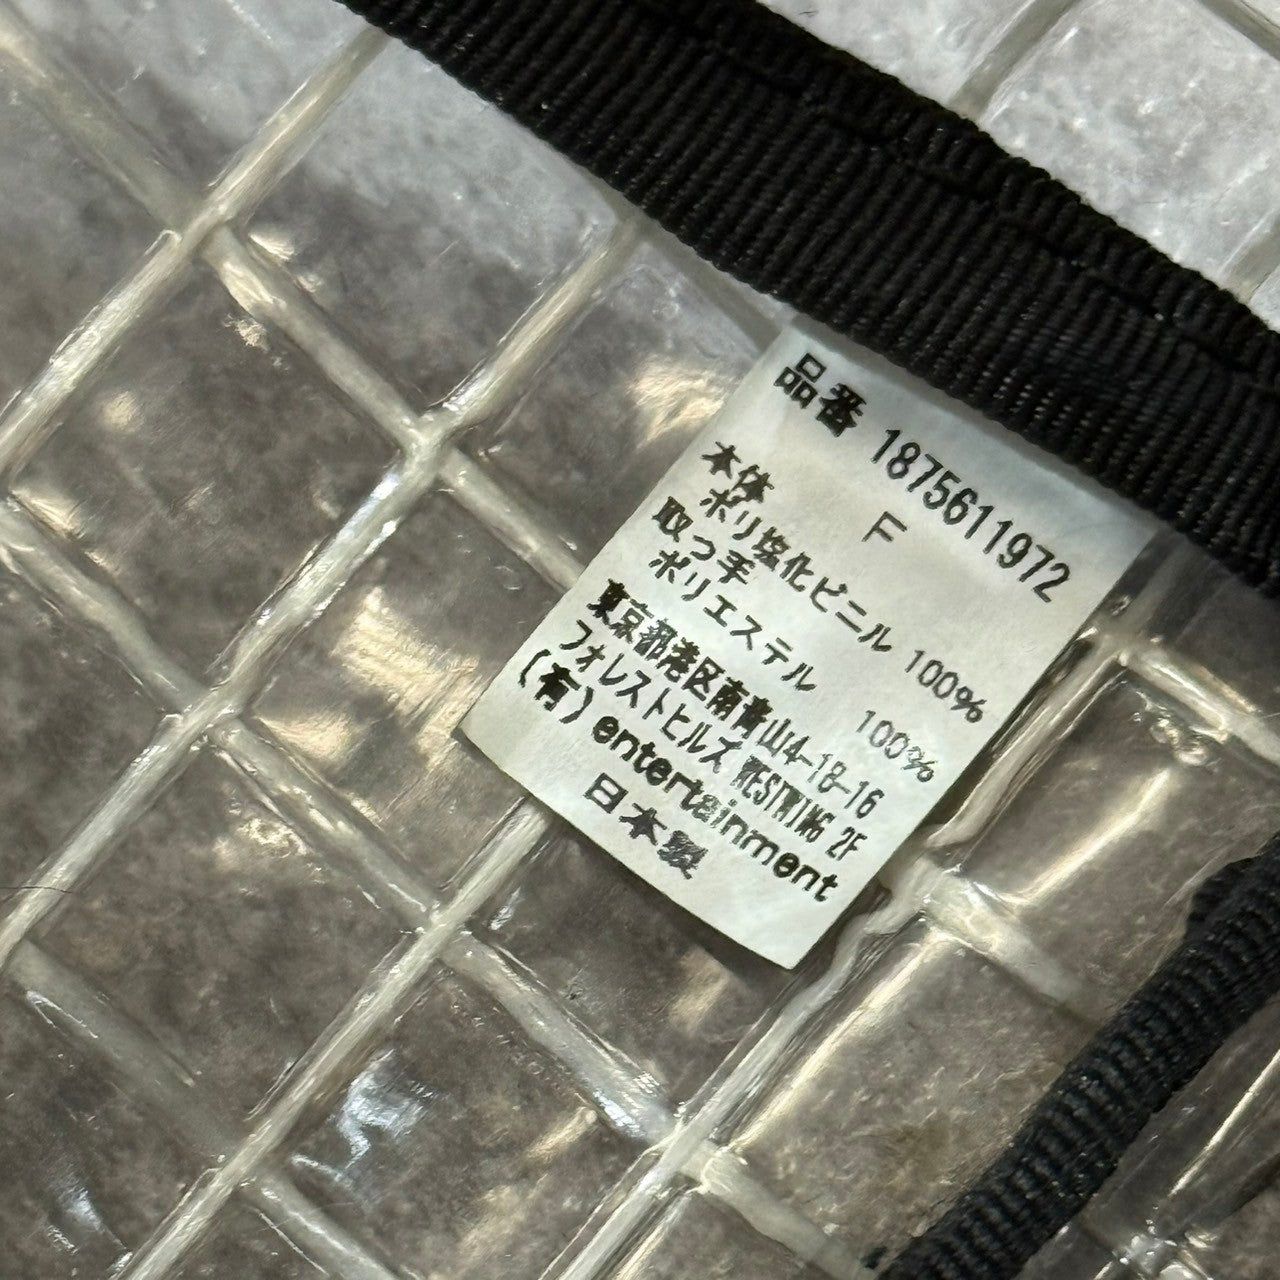 品番 1875611972
F
本体
ポリ塩化ビニル 100%
取っ手
ポリエステル 100%
東京都港区南青山4-18-16
フォレストヒルズ WESTWING 2F
(有) entertainment
日本製